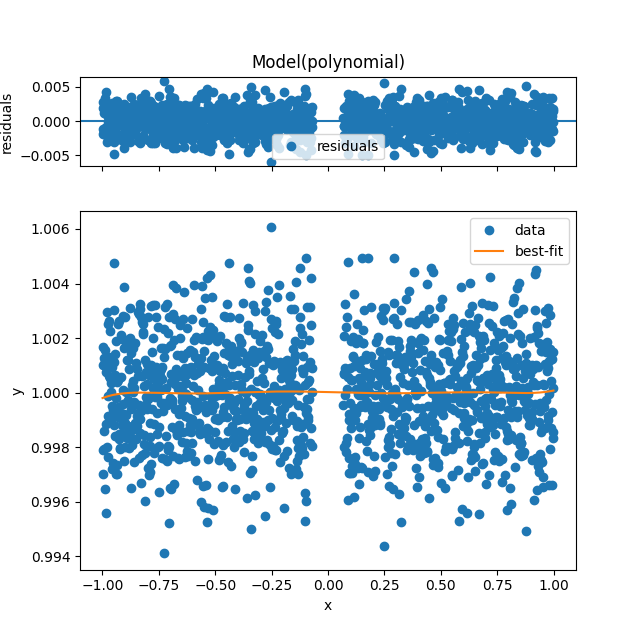 Model(polynomial)
0.005
0.000
−0.005
residuals
residuals
1.006
1.004
1.002
1.000
0.998
0.996
0.994
y
data
best-fit
−1.00 −0.75 −0.50 −0.25 0.00 0.25 0.50 0.75 1.00
x